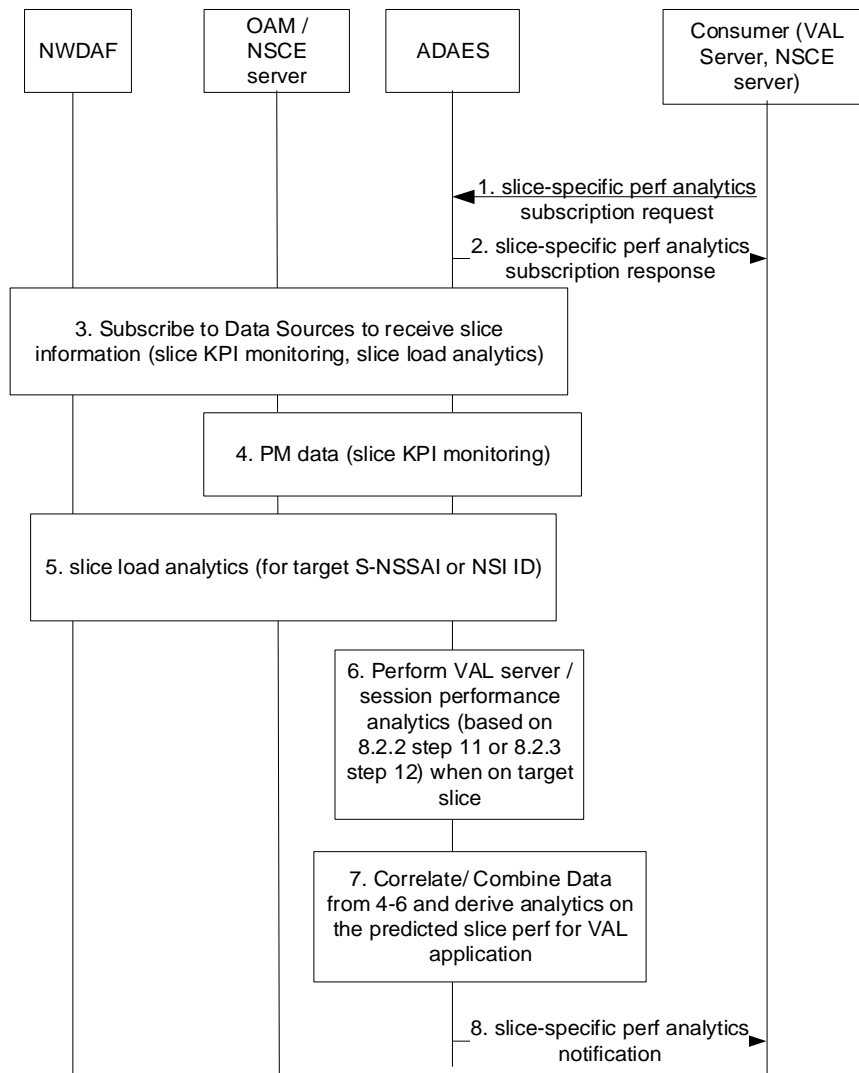 NWDAF
OAM /
NSCE
server
ADAES
Consumer (VAL
Server, NSCE
server)
1. slice-specific perf analytics
subscription request
2. slice-specific perf analytics
subscription response
3. Subscribe to Data Sources to receive slice
information (slice KPI monitoring, slice load analytics)
4. PM data (slice KPI monitoring)
5. slice load analytics (for target S-NSSAI or NSI ID)
6. Perform VAL server /
session performance
analytics (based on
8.2.2 step 11 or 8.2.3
step 12) when on target
slice
7. Correlate/ Combine Data
from 4-6 and derive analytics on
the predicted slice perf for VAL
application
8. slice-specific perf analytics
notification